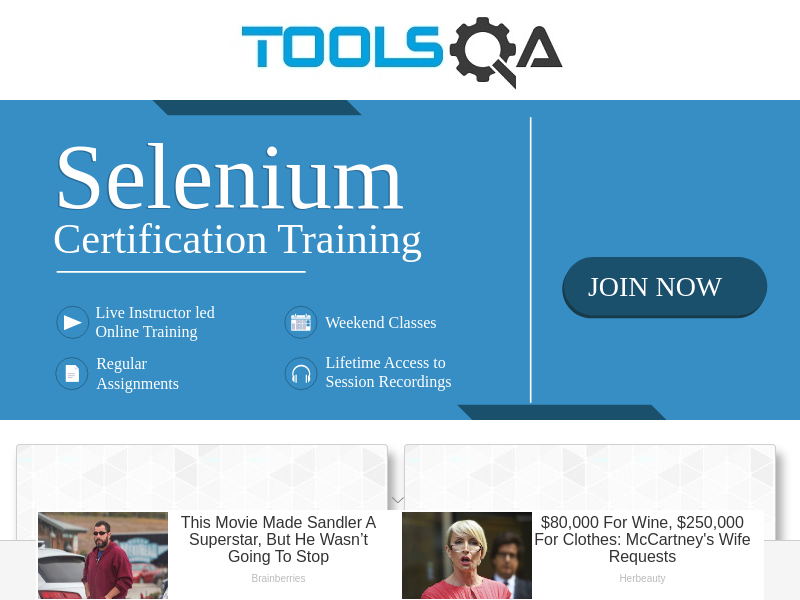 TOOLSQA
Selenium
Certification Training
JOIN NOW
Live Instructor led
Online Training
Weekend Classes
Regular
Assignments
Lifetime Access to
Session Recordings
This Movie Made Sandler A
Superstar, But He Wasn’t
Going To Stop
Brainberries
$80,000 For Wine, $250,000
For Clothes: McCartney's Wife
Requests
Herbeauty